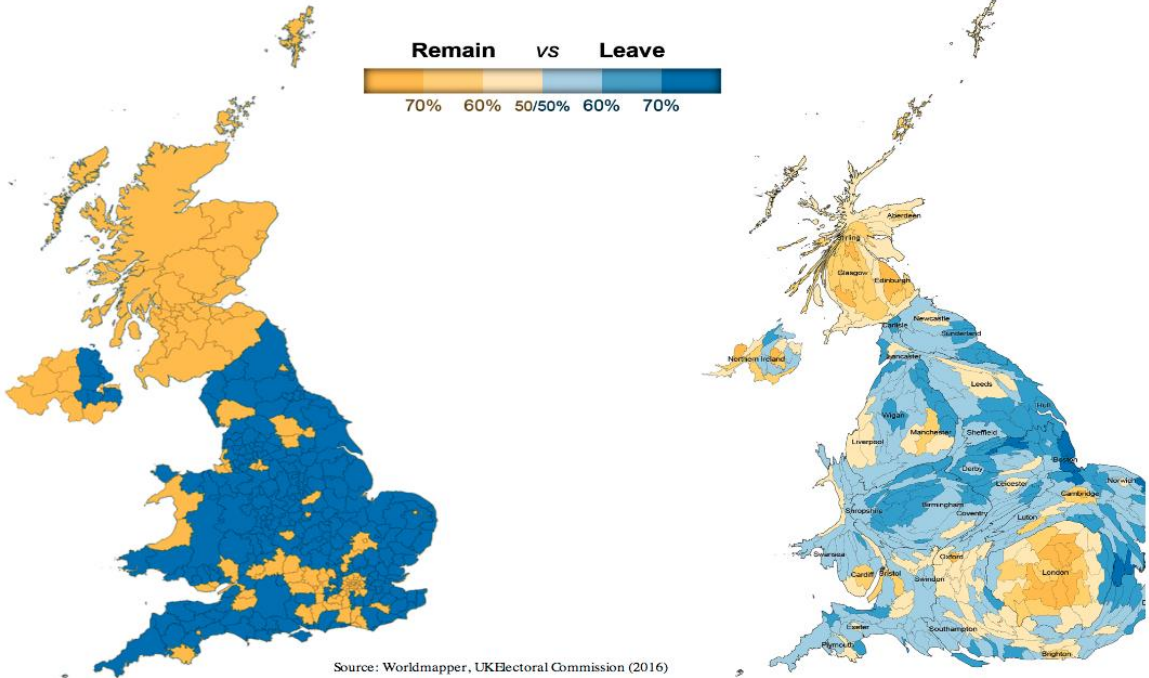 Remain vs Leave
70% 60% 50/50% 60% 70%
Aberdeen
Stirling
Glasgow
Edinburgh
Newcastle
Carlisle
Sunderland
Northern Ireland
Lancaster
Leeds
Hull
Wigan
Manchester
Sheffield
Liverpool
Boston
Derby
Norwich
Leicester
Cambridge
Shropshire
Birmingham
Coventry
Luton
Swansea
Oxford
Cardiff
Bristol
London
Swindon
Exeter
Southampton
Plymouth
Brighton
Source: Worldmapper, UKElectoral Commission (2016)